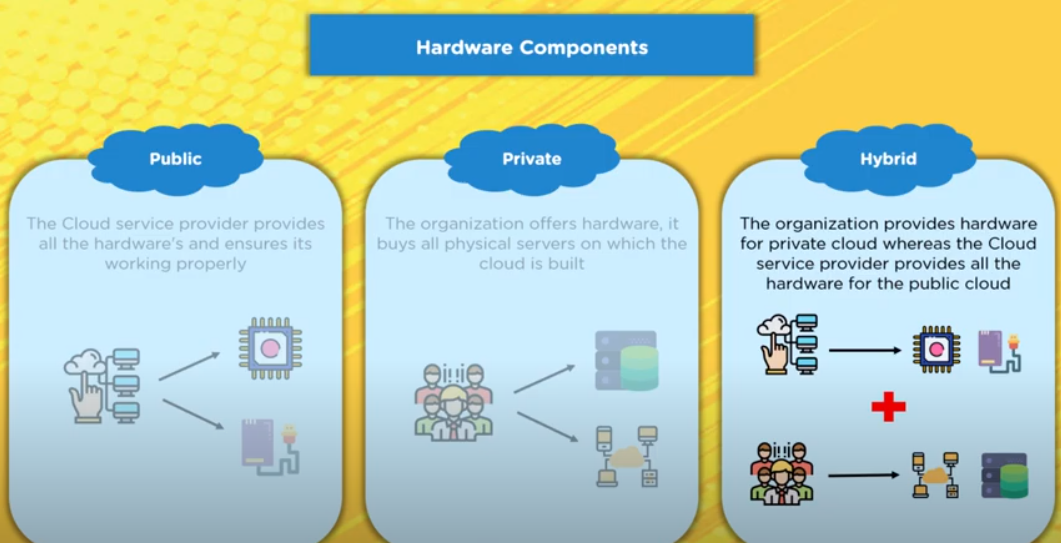 Hardware Components
Public
The Cloud service provider provides
all the hardware's and ensures its
working properly
Private
The organization offers hardware, it
buys all physical servers on which the
cloud is built
Hybrid
The organization provides hardware
for private cloud whereas the Cloud
service provider provides all the
hardware for the public cloud